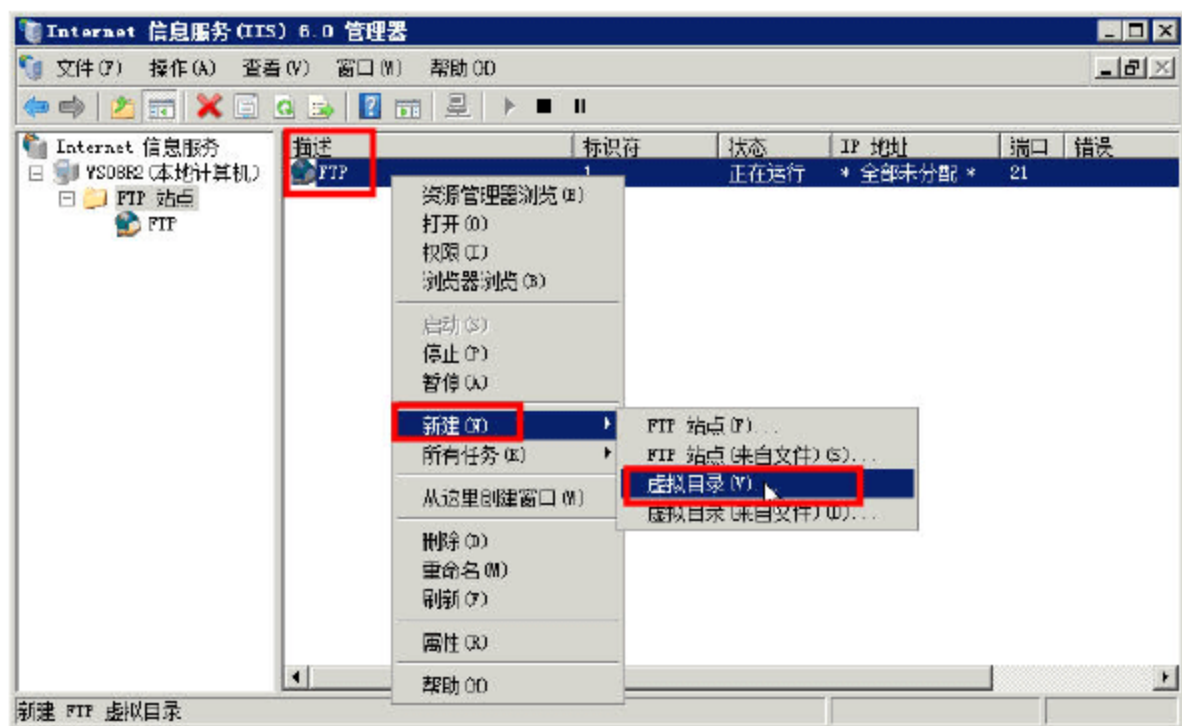 Internet 信息服务(IIS) 6.0 管理器
文件(F) 操作(A) 查看(V) 窗口(W) 帮助(H)
Internet 信息服务
VS08R2(本地计算机)
FTP 站点
FTP
描述 标识符 状态 IP 地址 端口 错误
FTP 1 正在运行 * 全部未分配 * 21
资源管理器浏览(E)
打开(O)
权限(I)
浏览器浏览(B)
启动(S)
停止(P)
暂停(A)
新建(N)
所有任务(K)
从这里创建窗口(W)
删除(D)
重命名(M)
刷新(F)
属性(R)
帮助(H)
FTP 站点(F)...
FTP 站点(来自文件)(S)...
虚拟目录(V)...
虚拟目录(来自文件)(U)...
新建 FTP 虚拟目录